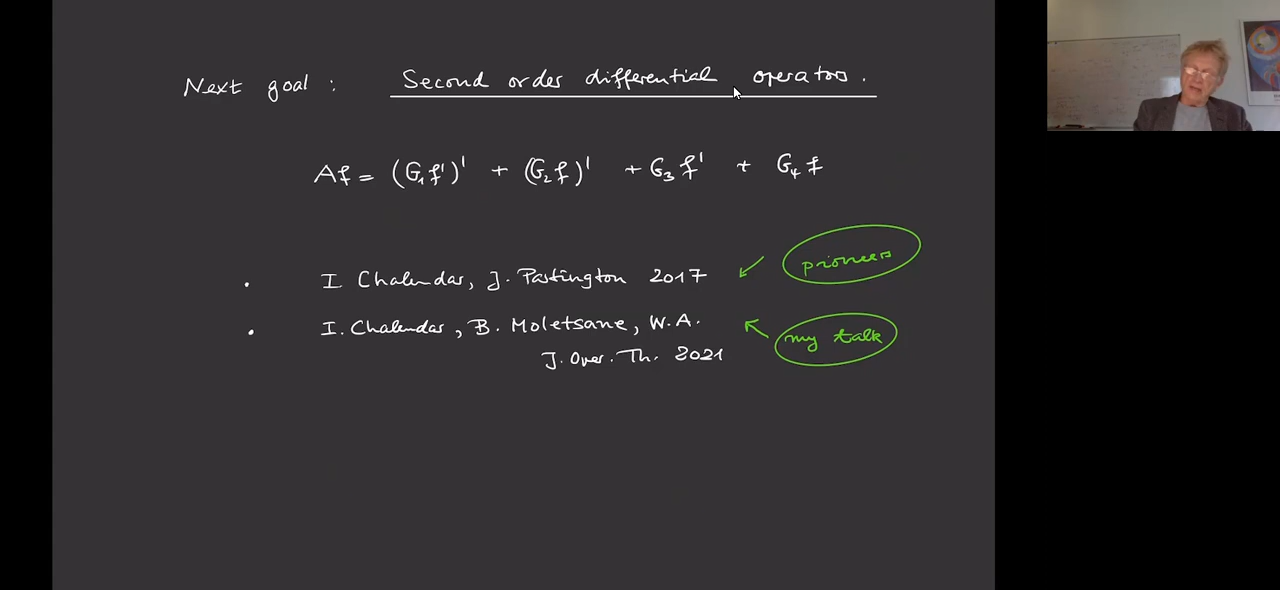 Next goal : Second order differential operators.
Af = (G₁f')' + (G₂f)' + G₃f' + G₄f
. I Chalendar, J. Partington 2017 ↙ pioneers
. I. Chalendar, B. Moletsane, W.A. ↖ my talk
J. Oper. Th. 2021